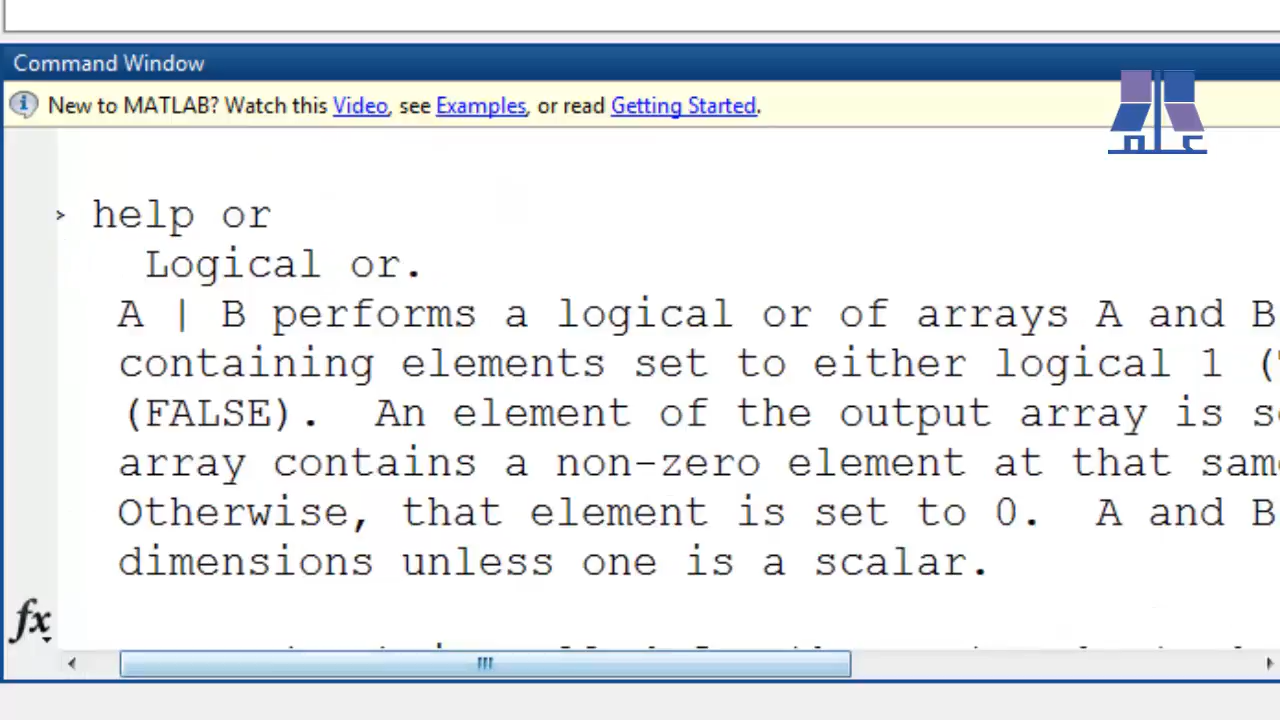 Command Window
New to MATLAB? Watch this Video, see Examples, or read Getting Started.
> help or
Logical or.
A | B performs a logical or of arrays A and B
containing elements set to either logical 1 (
(FALSE). An element of the output array is
array contains a non-zero element at that
Otherwise, that element is set to 0. A and B
dimensions unless one is a scalar.
fx